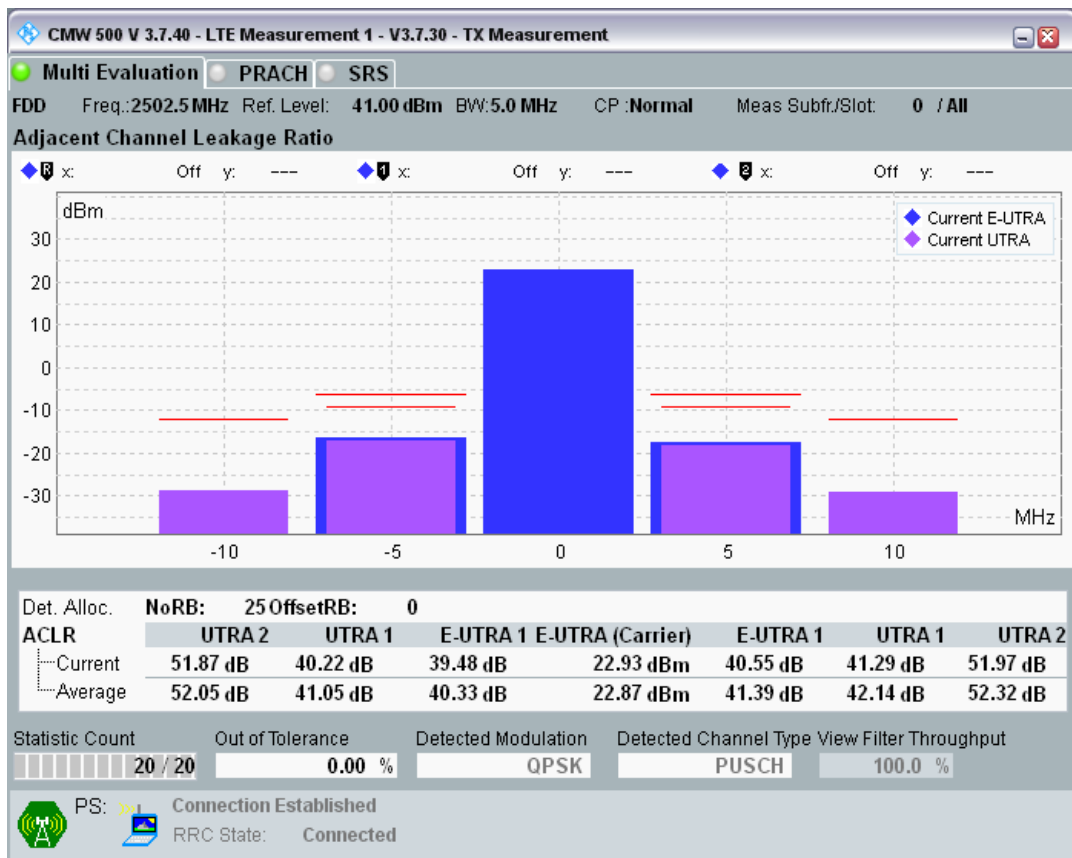 CMW 500 V 3.7.40 - LTE Measurement 1 - V3.7.30 - TX Measurement
Multi Evaluation PRACH SRS
FDD Freq.:2502.5 MHz Ref. Level: 41.00 dBm BW:5.0 MHz CP :Normal Meas Subfr./Slot: 0 / All
Adjacent Channel Leakage Ratio
R x: Off y: --- 1 x: Off y: --- 2 x: Off y: ---
dBm
Current E-UTRA
Current UTRA
30
20
10
0
-10
-20
-30
MHz
-10 -5 0 5 10
Det. Alloc. NoRB: 25 OffsetRB: 0
ACLR UTRA 2 UTRA 1 E-UTRA 1 E-UTRA (Carrier) E-UTRA 1 UTRA 1 UTRA 2
Current 51.87 dB 40.22 dB 39.48 dB 22.93 dBm 40.55 dB 41.29 dB 51.97 dB
Average 52.05 dB 41.05 dB 40.33 dB 22.87 dBm 41.39 dB 42.14 dB 52.32 dB
Statistic Count Out of Tolerance Detected Modulation Detected Channel Type View Filter Throughput
20 / 20 0.00 % QPSK PUSCH 100.0 %
PS: Connection Established
RRC State: Connected